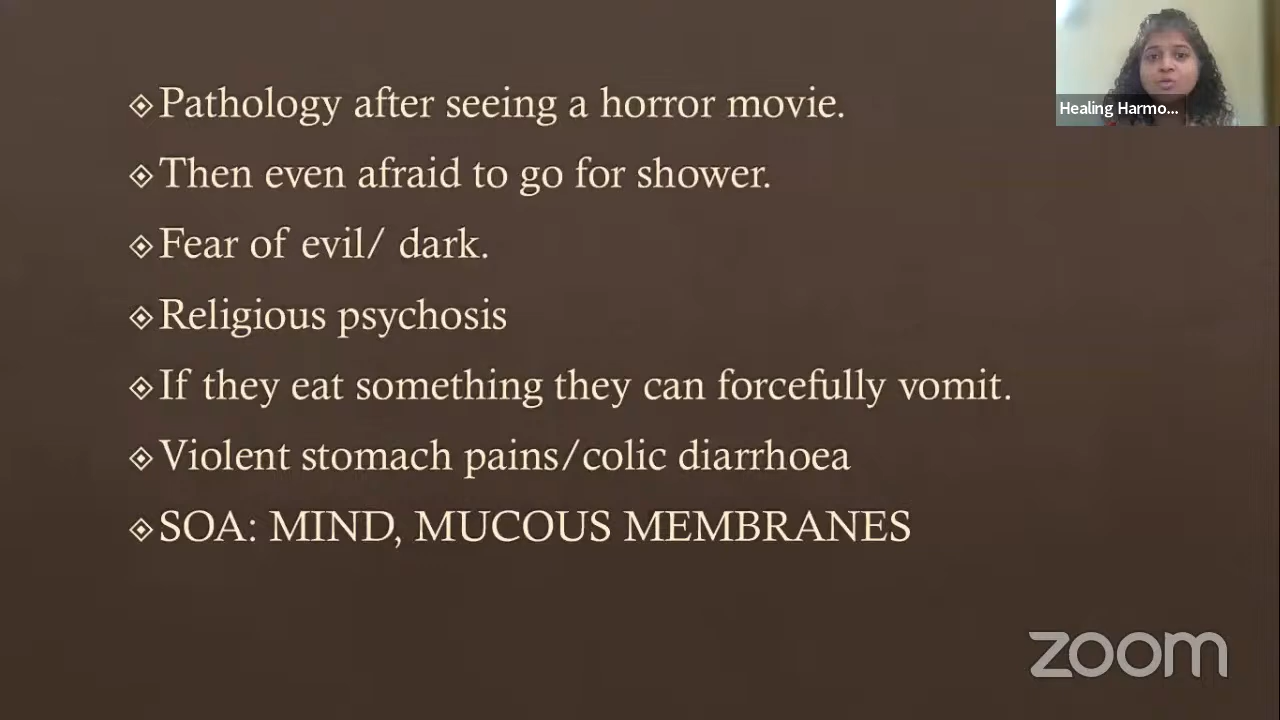 Pathology after seeing a horror movie.
Then even afraid to go for shower.
Fear of evil/ dark.
Religious psychosis
If they eat something they can forcefully vomit.
Violent stomach pains/colic diarrhoea
SOA: MIND, MUCOUS MEMBRANES
Healing Harmo...
zoom